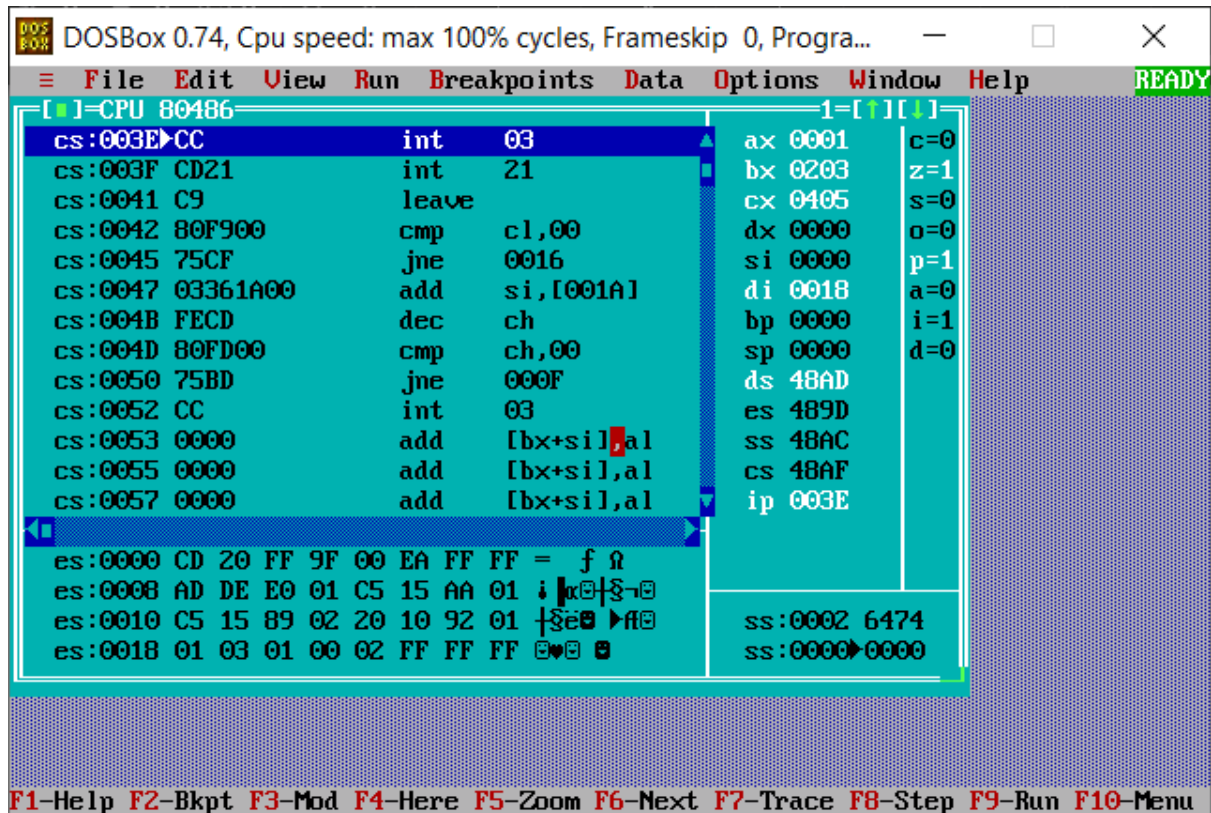 DOS BOX DOSBox 0.74, Cpu speed: max 100% cycles, Frameskip 0, Progra...
≡ File Edit View Run Breakpoints Data Options Window Help READY
[■]=CPU 80486 1=[↑][↓]
cs:003E►CC int 03 ax 0001 c=0
cs:003F CD21 int 21 bx 0203 z=1
cs:0041 C9 leave cx 0405 s=0
cs:0042 80F900 cmp cl,00 dx 0000 o=0
cs:0045 75CF jne 0016 si 0000 p=1
cs:0047 03361A00 add si,[001A] di 0018 a=0
cs:004B FECD dec ch bp 0000 i=1
cs:004D 80FD00 cmp ch,00 sp 0000 d=0
cs:0050 75BD jne 000F ds 48AD
cs:0052 CC int 03 es 489D
cs:0053 0000 add [bx+si],al ss 48AC
cs:0055 0000 add [bx+si],al cs 48AF
cs:0057 0000 add [bx+si],al ip 003E
es:0000 CD 20 FF 9F 00 EA FF FF = ƒ Ω
es:0008 AD DE E0 01 C5 15 AA 01 ¡▐α☺┼§¬☺
es:0010 C5 15 89 02 20 10 92 01 ┼§ë☻ ►Æ☺ ss:0002 6474
es:0018 01 03 01 00 02 FF FF FF ☺♥☺ ☻ ss:0000►0000
F1-Help F2-Bkpt F3-Mod F4-Here F5-Zoom F6-Next F7-Trace F8-Step F9-Run F10-Menu